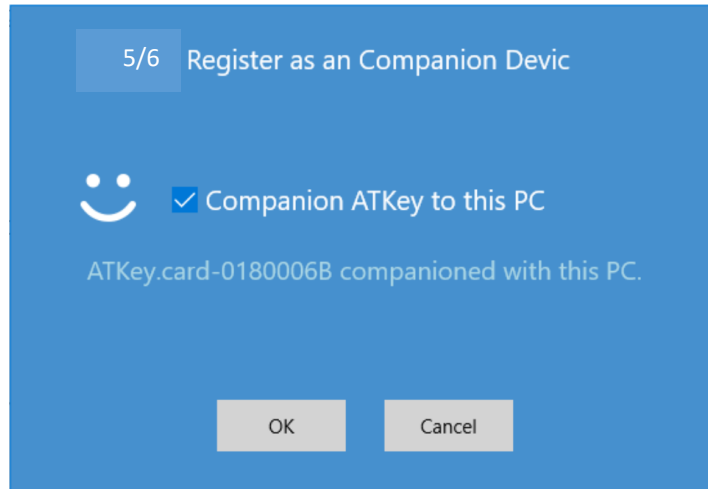 5/6 Register as an Companion Devic
Companion ATKey to this PC
ATKey.card-0180006B companioned with this PC.
OK Cancel